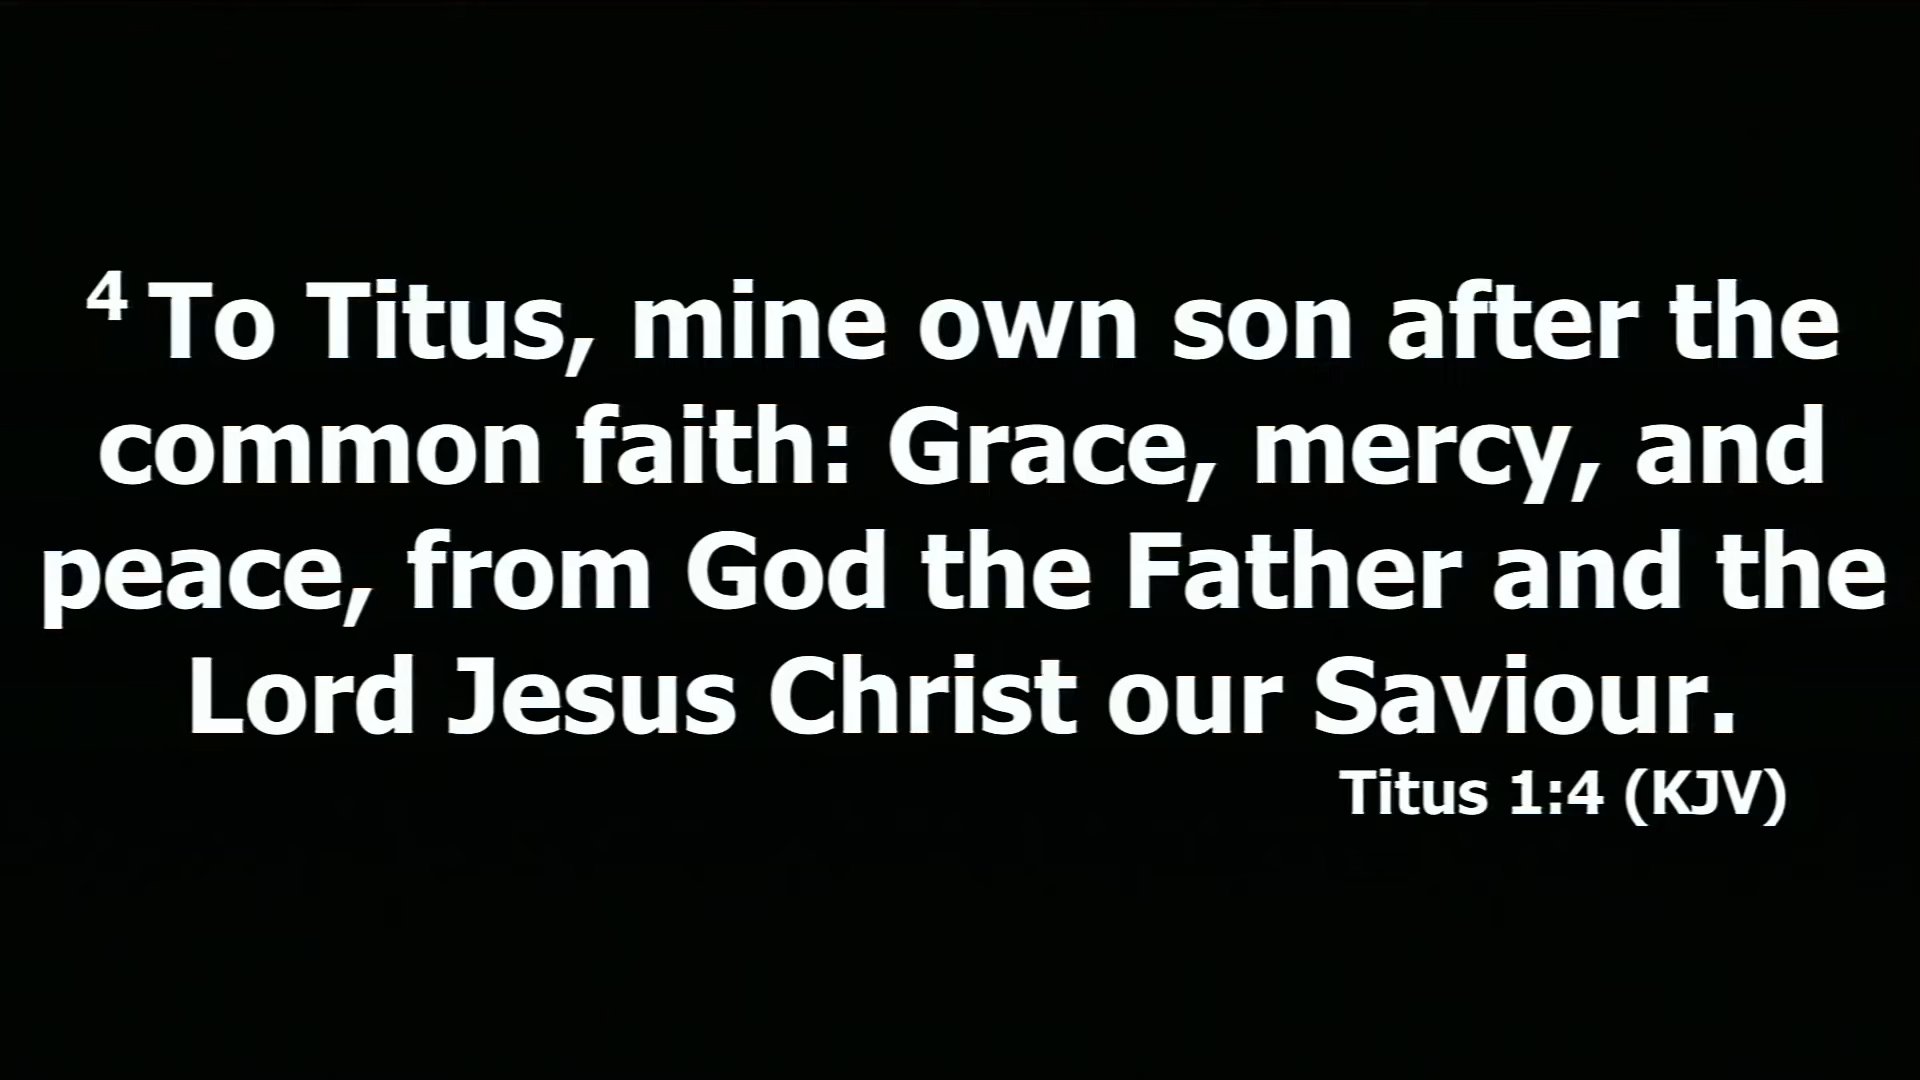 4 To Titus, mine own son after the
common faith: Grace, mercy, and
peace, from God the Father and the
Lord Jesus Christ our Saviour.
Titus 1:4 (KJV)